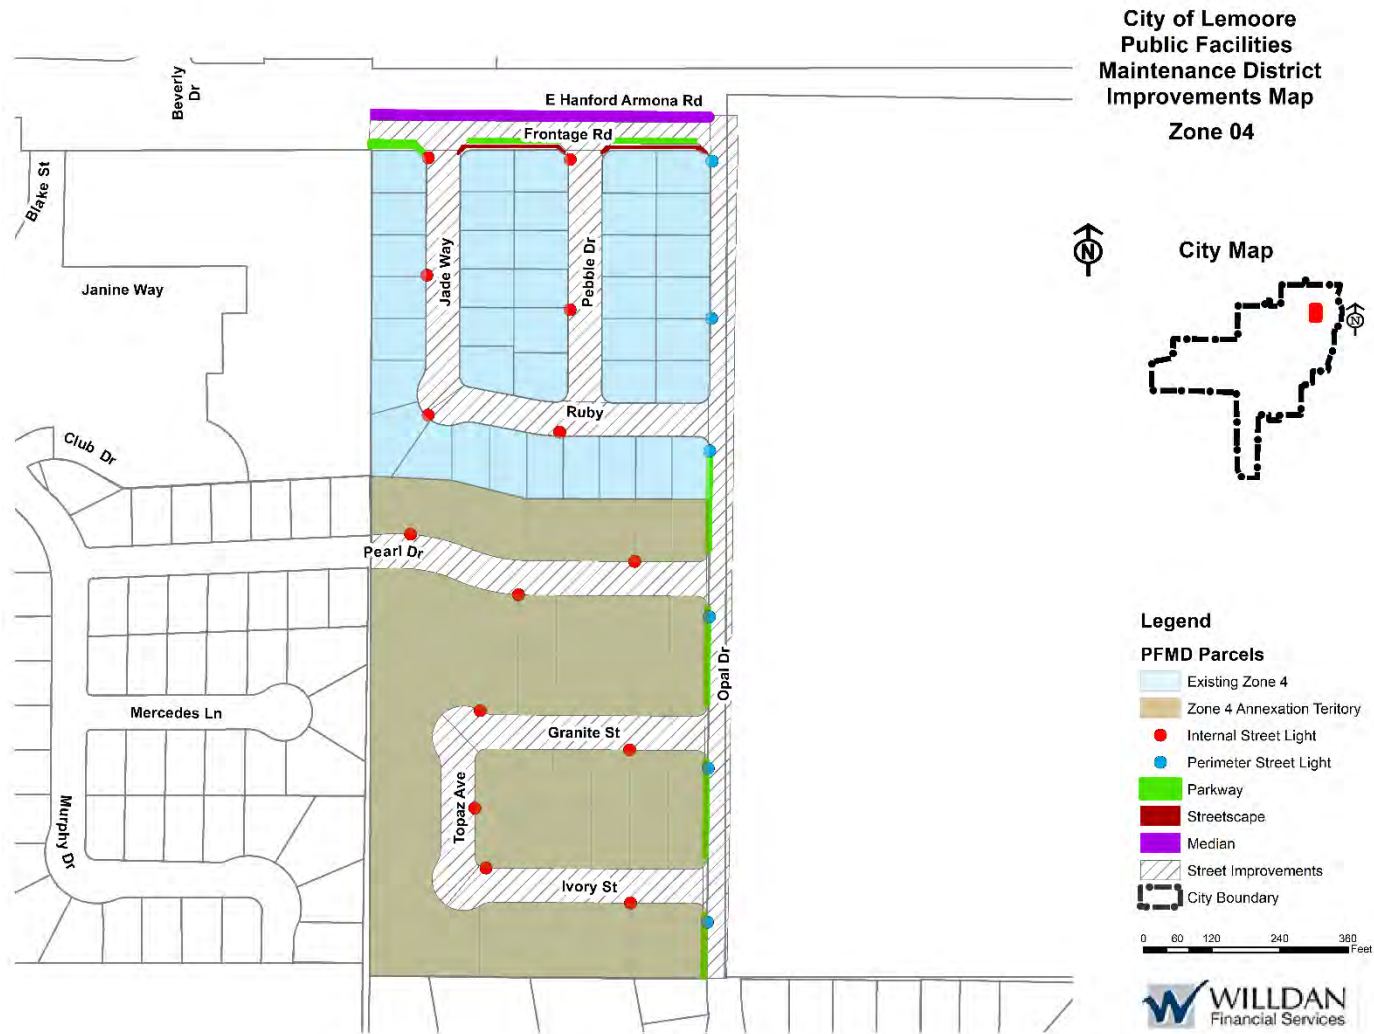 City of Lemoore
Public Facilities
Maintenance District
Improvements Map
Zone 04
Beverly
Dr
E Hanford Armona Rd
Frontage Rd
Blake St
Jade Way
Pebble Dr
N
City Map
N
Janine Way
Ruby
Club Dr
Pearl Dr
Opal Dr
Mercedes Ln
Granite St
Topaz Ave
Murphy Dr
Ivory St
Legend
PFMD Parcels
Existing Zone 4
Zone 4 Annexation Teritory
Internal Street Light
Perimeter Street Light
Parkway
Streetscape
Median
Street Improvements
City Boundary
0 60 120 240 360
Feet
WILLDAN
Financial Services